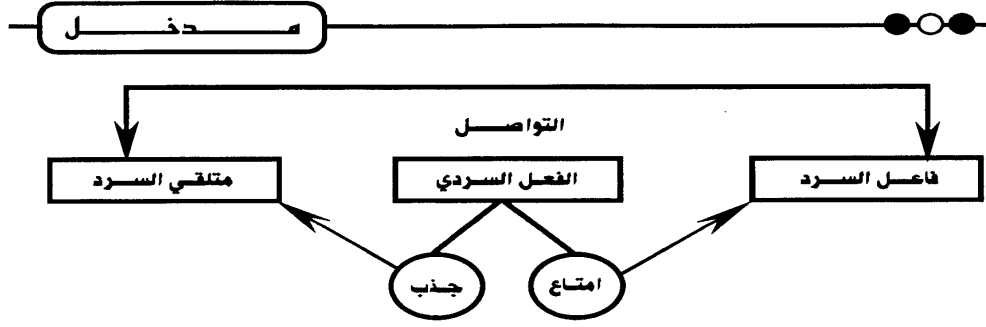 مدخل
التواصل
فاعل السرد
الفعل السردي
متلقي السرد
امتاع
جذب